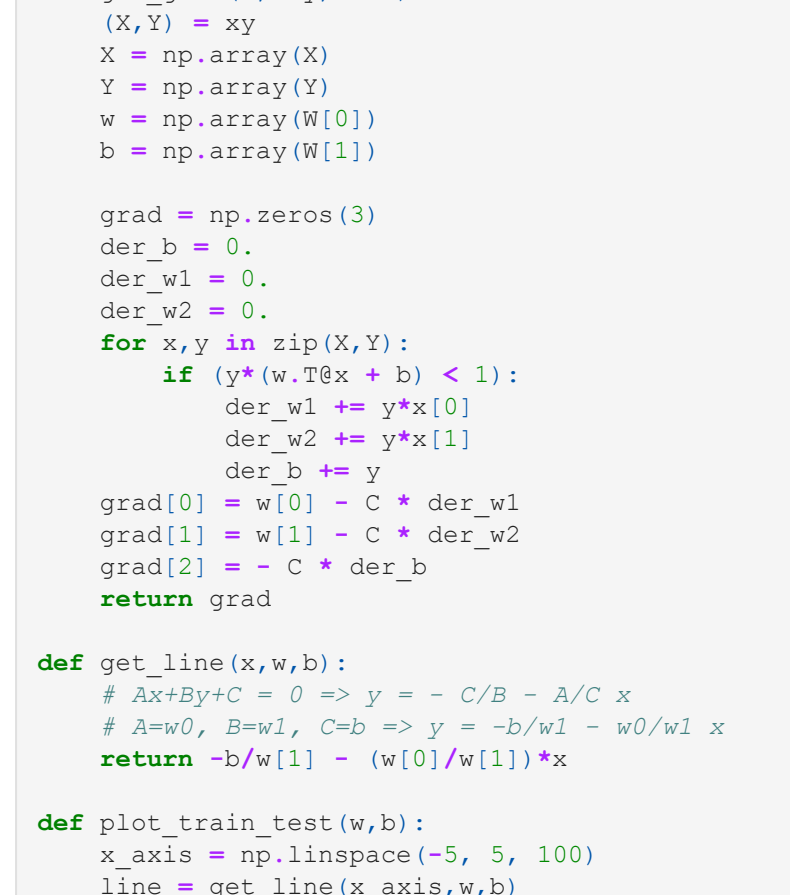 (X,Y) = xy
X = np.array(X)
Y = np.array(Y)
w = np.array(W[0])
b = np.array(W[1])
grad = np.zeros(3)
der_b = 0.
der_w1 = 0.
der_w2 = 0.
for x,y in zip(X,Y):
if (y*(w.T@x + b) < 1):
der_w1 += y*x[0]
der_w2 += y*x[1]
der_b += y
grad[0] = w[0] - C * der_w1
grad[1] = w[1] - C * der_w2
grad[2] = - C * der_b
return grad
def get_line(x,w,b):
# Ax+By+C = 0 => y = - C/B - A/C x
# A=w0, B=w1, C=b => y = -b/w1 - w0/w1 x
return -b/w[1] - (w[0]/w[1])*x
def plot_train_test(w,b):
x_axis = np.linspace(-5, 5, 100)
line = get_line(x_axis,w,b)